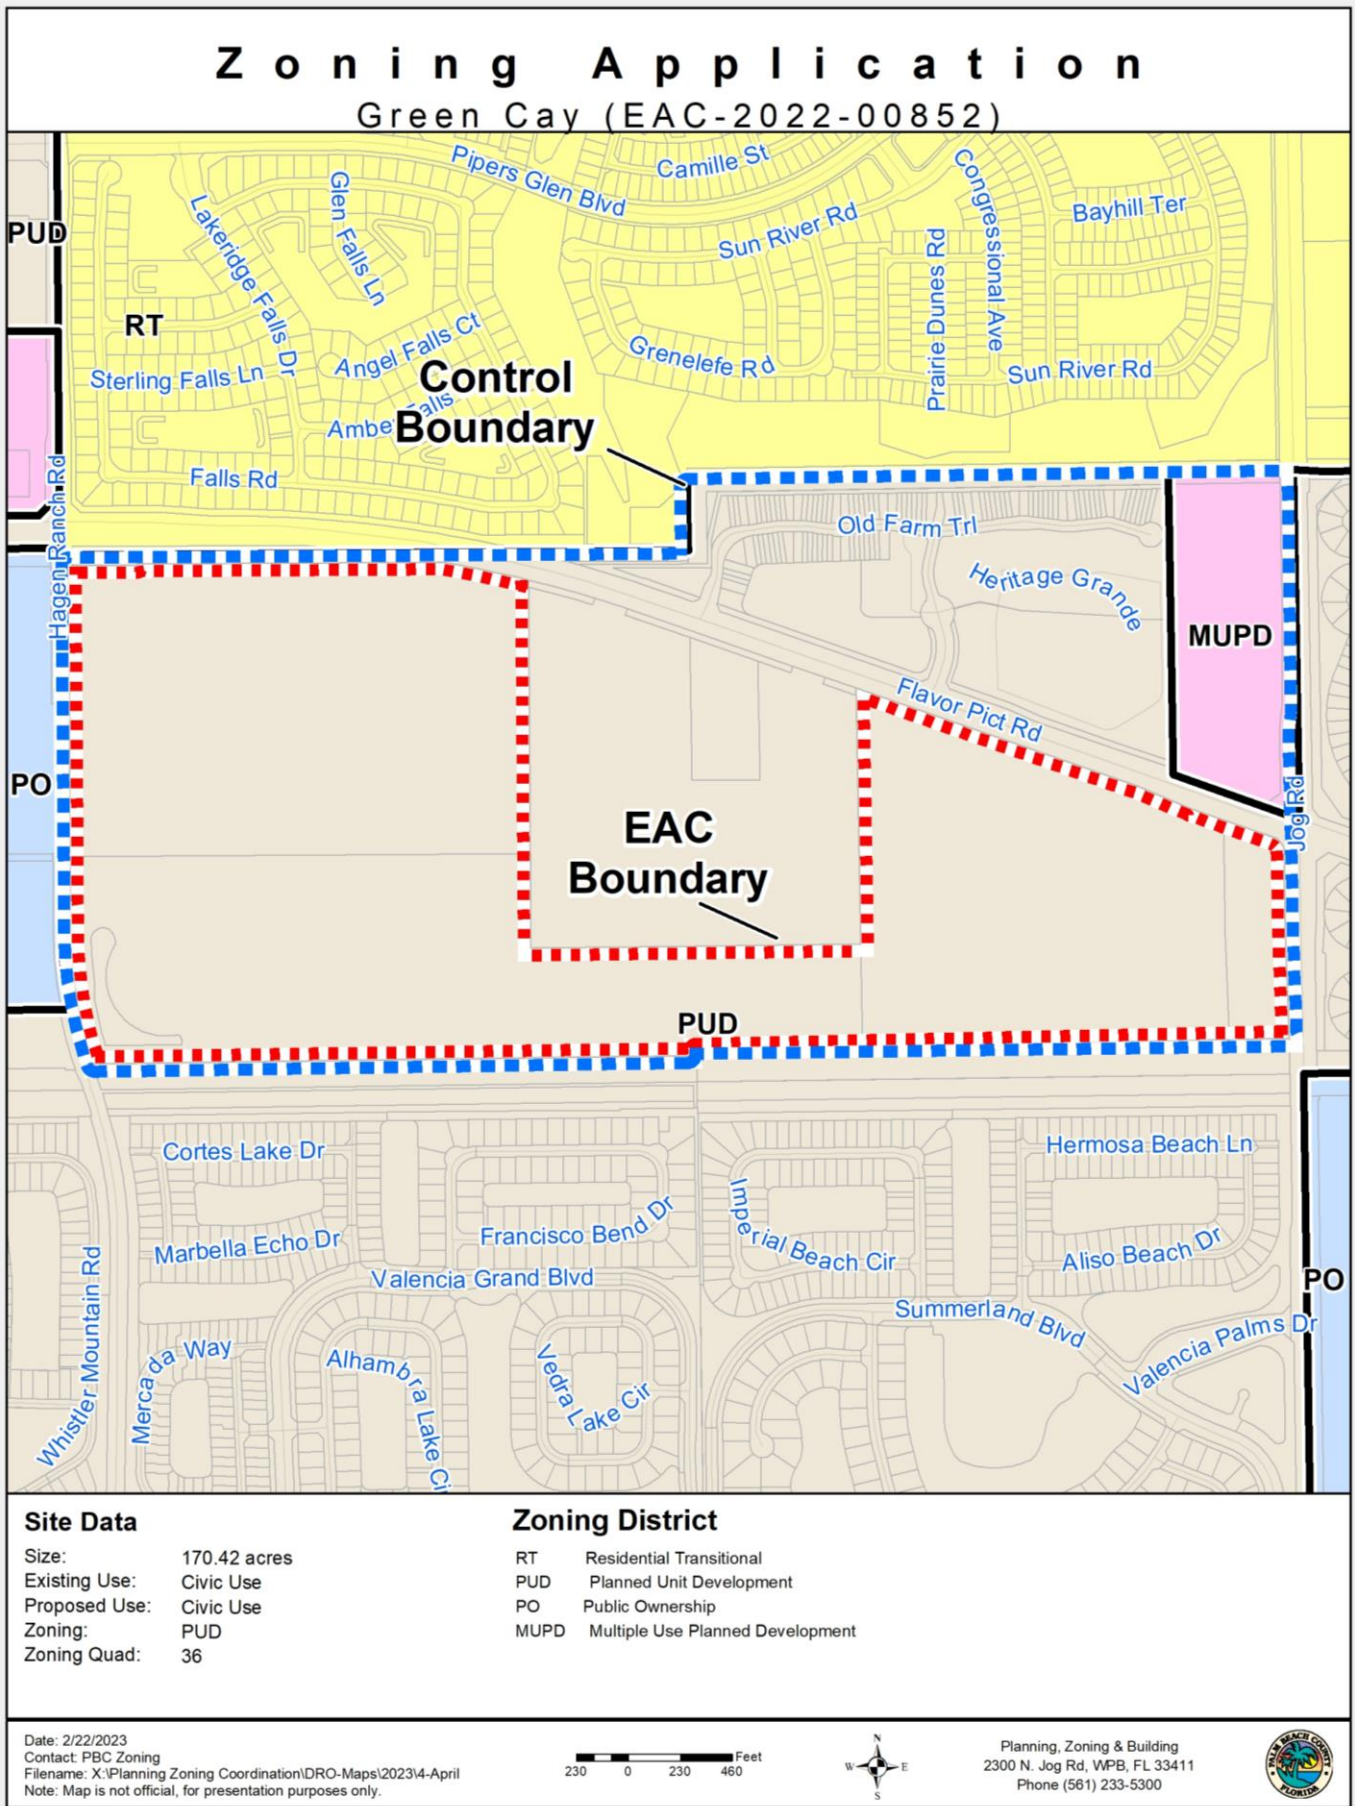 Zoning Application
Green Cay (EAC-2022-00852)
Pipers Glen Blvd
Camille St
Congressional Ave
Bayhill Ter
Glen Falls Ln
Lakeridge Falls Dr
Sun River Rd
Prairie Dunes Rd
PUD
RT
Angel Falls Ct
Grenelefe Rd
Sun River Rd
Sterling Falls Ln
Control
Boundary
Falls
Falls Rd
Hagen Ranch Rd
Old Farm Trl
Heritage Grande
MUPD
Flavor Pict Rd
PO
Jog Rd
EAC
Boundary
PUD
Cortes Lake Dr
Hermosa Beach Ln
Marbella Echo Dr
Francisco Bend Dr
Imperial Beach Cir
Aliso Beach Dr
Valencia Grand Blvd
PO
Summerland Blvd
Whistler Mountain Rd
Mercada Way
Alhambra Lake Ci
Vedra Lake Cir
Valencia Palms Dr
Site Data
Size: 170.42 acres
Existing Use: Civic Use
Proposed Use: Civic Use
Zoning: PUD
Zoning Quad: 36
Zoning District
RT Residential Transitional
PUD Planned Unit Development
PO Public Ownership
MUPD Multiple Use Planned Development
Date: 2/22/2023
Contact: PBC Zoning
Filename: X:\Planning Zoning Coordination\DRO-Maps\2023\4-April
Note: Map is not official, for presentation purposes only.
Feet
230 0 230 460
N
W E
S
Planning, Zoning & Building
2300 N. Jog Rd, WPB, FL 33411
Phone (561) 233-5300
PALM BEACH COUNTY
FLORIDA